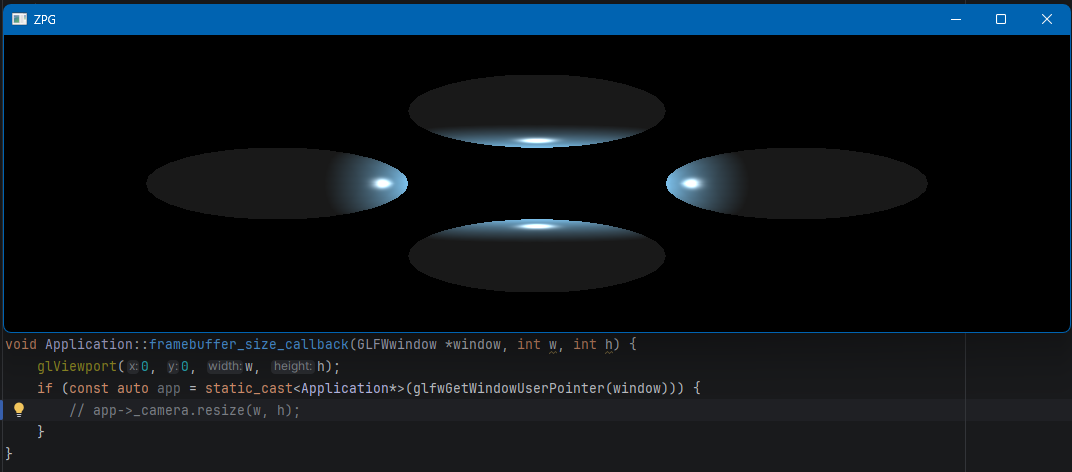 ZPG
void Application::framebuffer_size_callback(GLFWwindow *window, int w, int h) {
    glViewport(x:0, y:0, width:w, height:h);
    if (const auto app = static_cast<Application*>(glfwGetWindowUserPointer(window))) {
        // app->_camera.resize(w, h);
    }
}